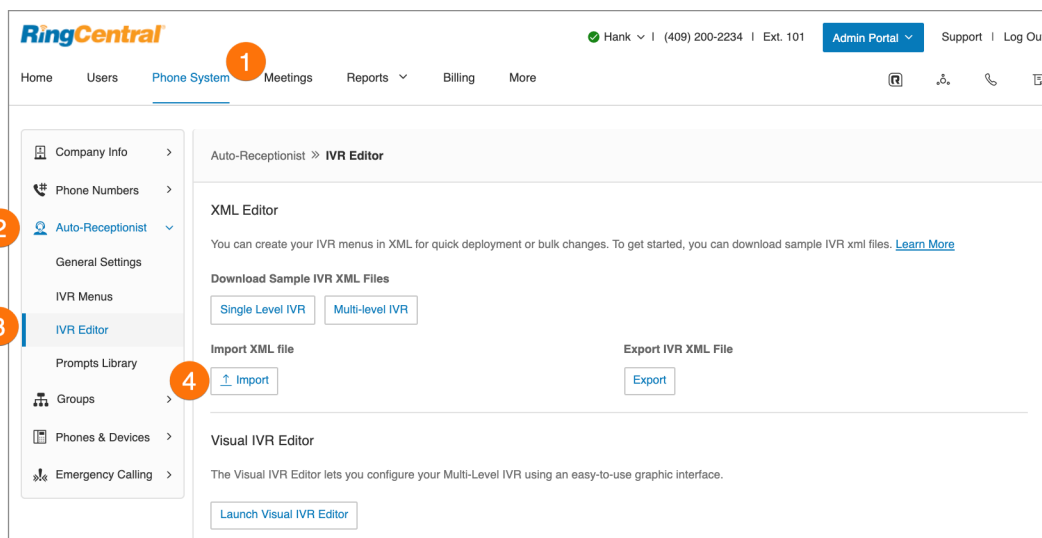 RingCentral
Hank | (409) 200-2234 | Ext. 101 Admin Portal Support | Log Ou
1
Home Users Phone System Meetings Reports Billing More
Company Info
Phone Numbers
2
Auto-Receptionist
General Settings
IVR Menus
3
IVR Editor
Prompts Library
Groups
Phones & Devices
Emergency Calling
Auto-Receptionist » IVR Editor
XML Editor
You can create your IVR menus in XML for quick deployment or bulk changes. To get started, you can download sample IVR xml files. Learn More
Download Sample IVR XML Files
Single Level IVR Multi-level IVR
Import XML file Export IVR XML File
4 Import Export
Visual IVR Editor
The Visual IVR Editor lets you configure your Multi-Level IVR using an easy-to-use graphic interface.
Launch Visual IVR Editor